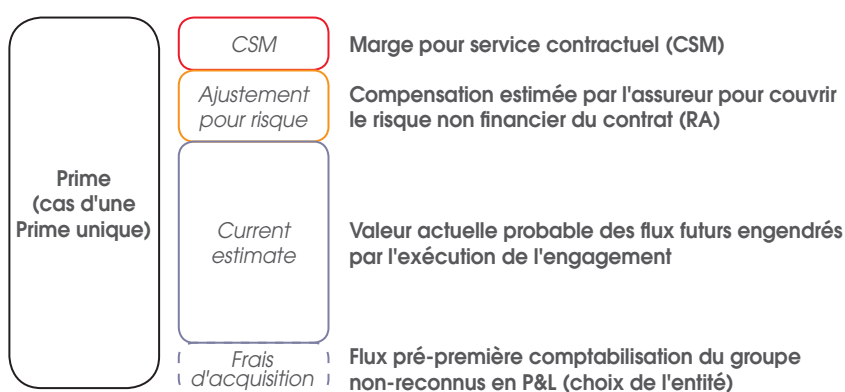 CSM
Marge pour service contractuel (CSM)
Ajustement
pour risque
Compensation estimée par l'assureur pour couvrir
le risque non financier du contrat (RA)
Prime
(cas d'une
Prime unique)
Current
estimate
Valeur actuelle probable des flux futurs engendrés
par l'exécution de l'engagement
Frais
d'acquisition
Flux pré-première comptabilisation du groupe
non-reconnus en P&L (choix de l'entité)